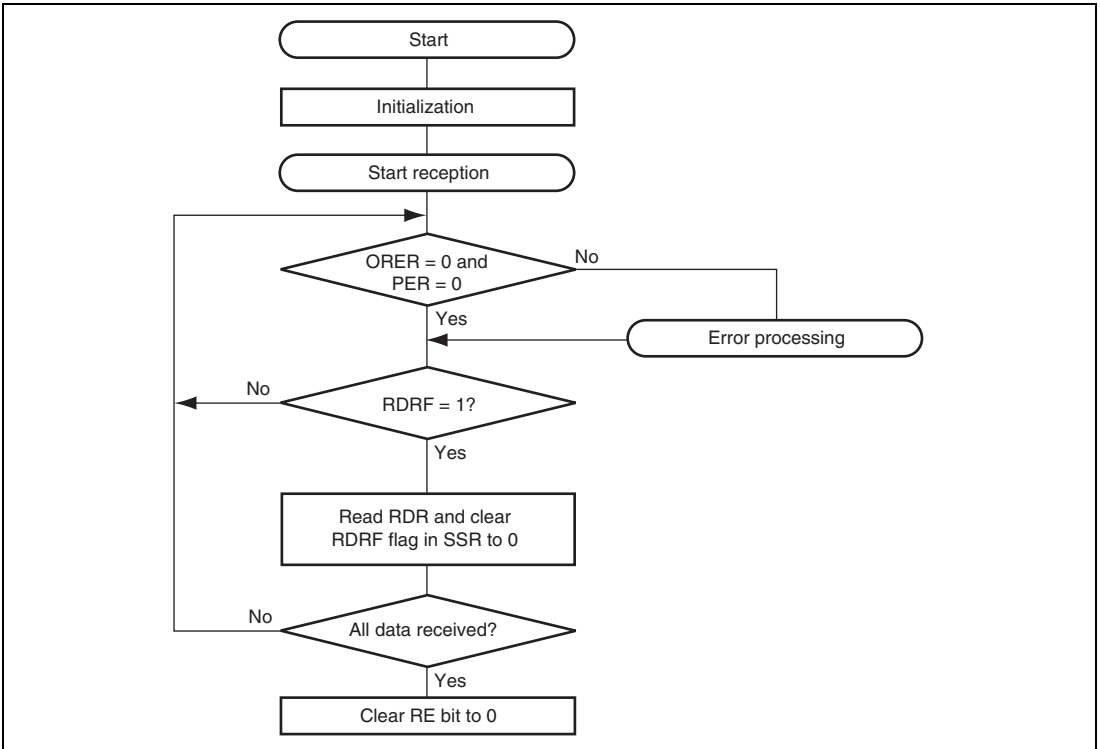 Start
Initialization
Start reception
ORER = 0 and
PER = 0
No
Yes
Error processing
No
RDRF = 1?
Yes
Read RDR and clear
RDRF flag in SSR to 0
No
All data received?
Yes
Clear RE bit to 0